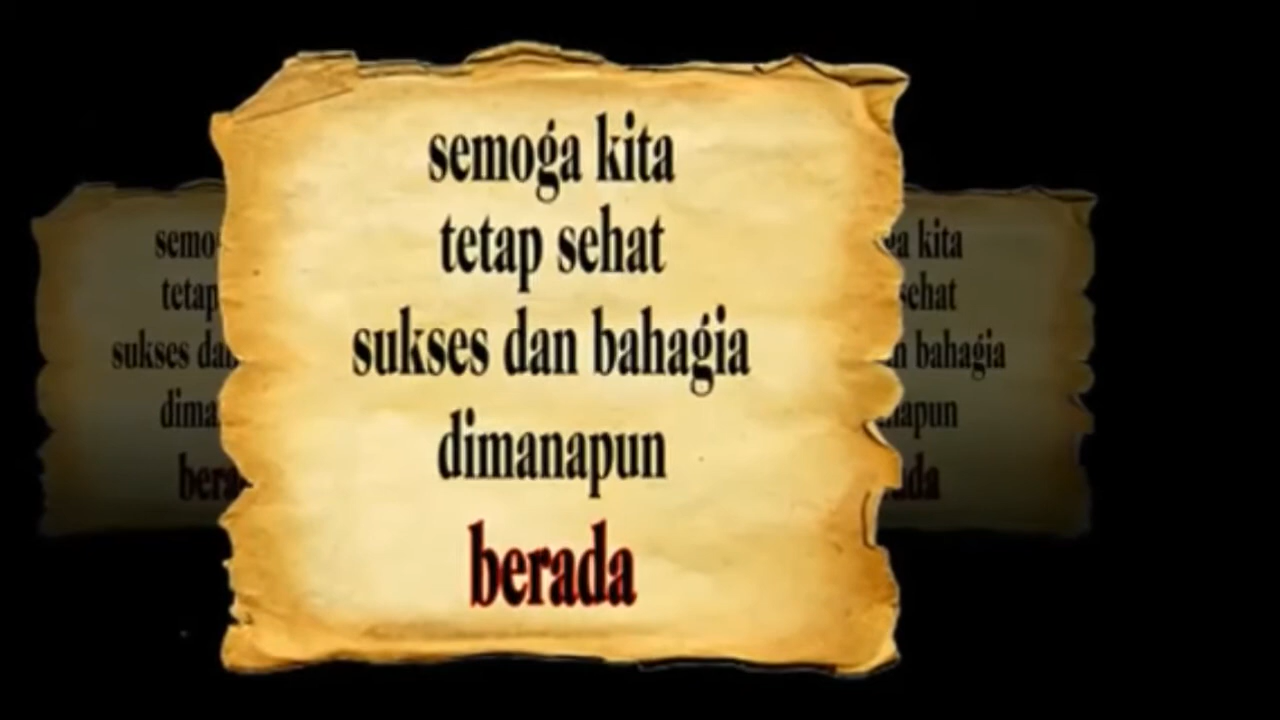 semoga kita
tetap sehat
sukses dan bahagia
dimanapun
berada